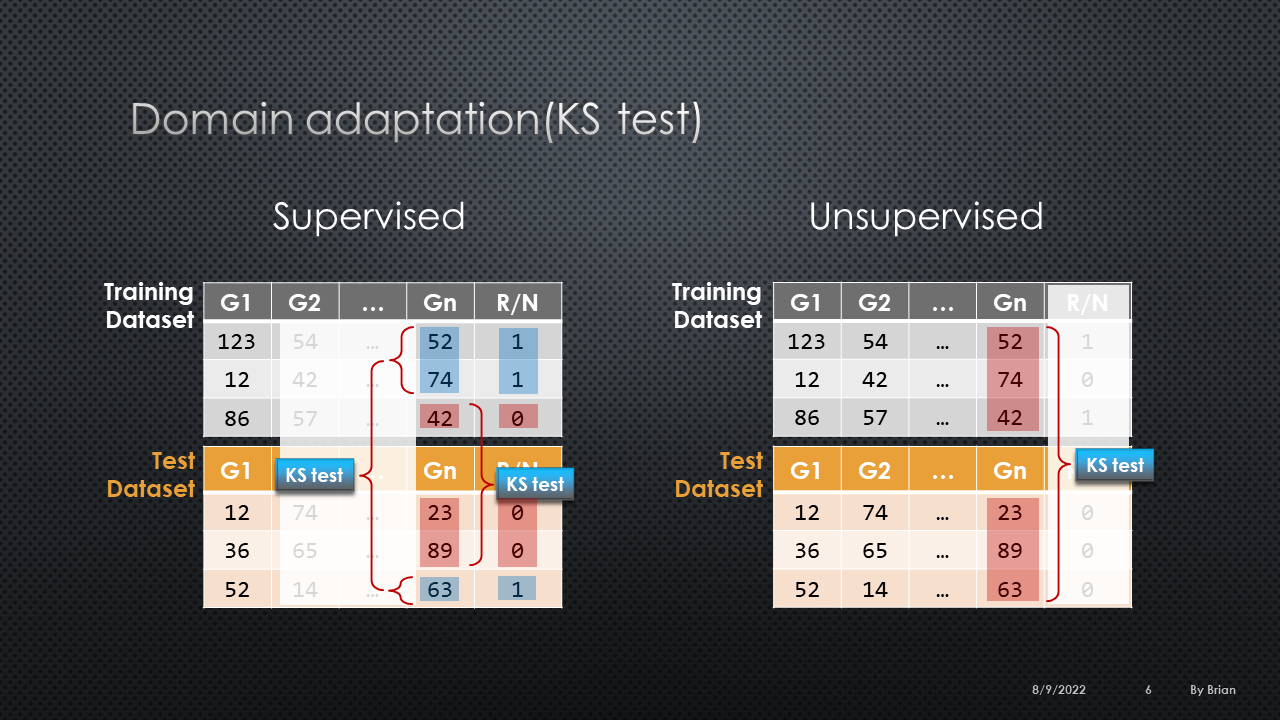 Domain adaptation(KS test)
Supervised
Training
Dataset
G1 G2 ... Gn R/N
123 54 ... 52 1
12 42 ... 74 1
86 57 ... 42 0
Test
Dataset
G1 Gn R/N
KS test
KS test
12 74 ... 23 0
36 65 ... 89 0
52 14 ... 63 1
Unsupervised
Training
Dataset
G1 G2 ... Gn R/N
123 54 ... 52 1
12 42 ... 74 0
86 57 ... 42 1
Test
Dataset
G1 G2 ... Gn
KS test
12 74 ... 23 0
36 65 ... 89 0
52 14 ... 63 0
8/9/2022 6 By Brian